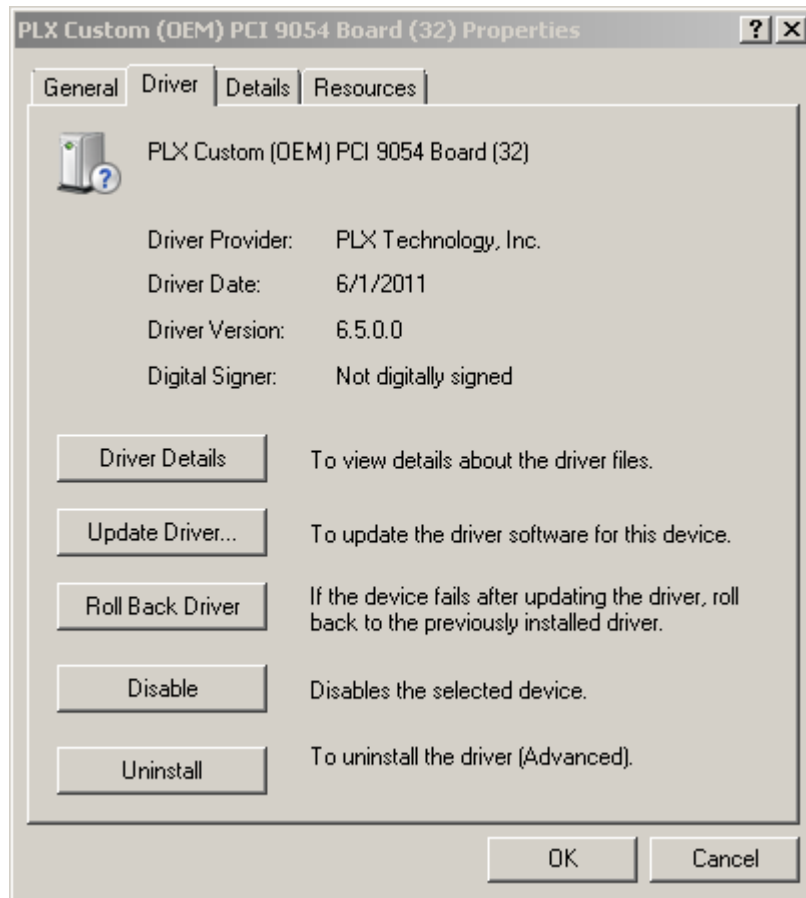 PLX Custom (OEM) PCI 9054 Board (32) Properties
General Driver Details Resources
PLX Custom (OEM) PCI 9054 Board (32)
Driver Provider: PLX Technology, Inc.
Driver Date: 6/1/2011
Driver Version: 6.5.0.0
Digital Signer: Not digitally signed
Driver Details To view details about the driver files.
Update Driver... To update the driver software for this device.
Roll Back Driver If the device fails after updating the driver, roll
back to the previously installed driver.
Disable Disables the selected device.
Uninstall To uninstall the driver (Advanced).
OK Cancel